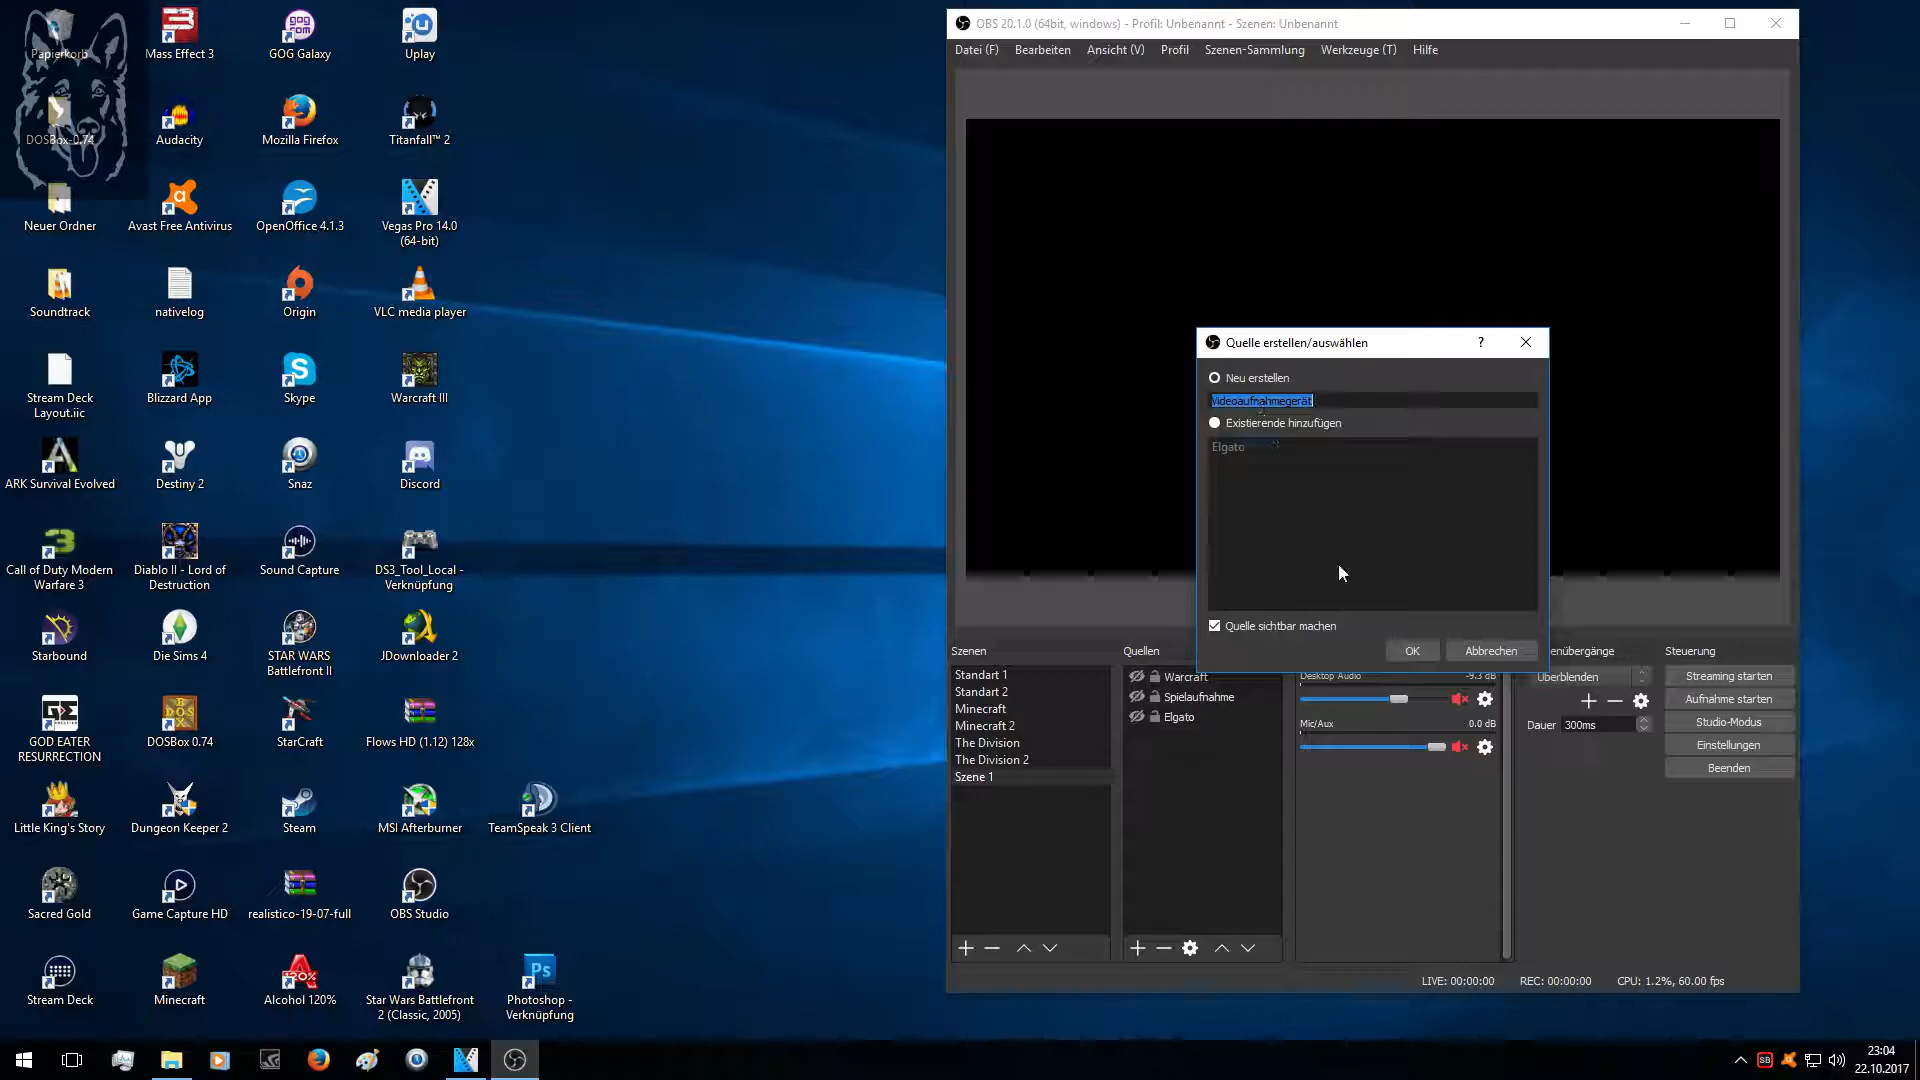 Papierkorb
Mass Effect 3
GOG Galaxy
Uplay
DOSBox-0.74
Audacity
Mozilla Firefox
Titanfall™ 2
Neuer Ordner
Avast Free Antivirus
OpenOffice 4.1.3
Vegas Pro 14.0
(64-bit)
Soundtrack
nativelog
Origin
VLC media player
Stream Deck
Layout.iic
Blizzard App
Skype
Warcraft III
ARK Survival Evolved
Destiny 2
Snaz
Discord
Call of Duty Modern
Warfare 3
Diablo II - Lord of
Destruction
Sound Capture
DS3_Tool_Local -
Verknüpfung
Starbound
Die Sims 4
STAR WARS
Battlefront II
JDownloader 2
GOD EATER
RESURRECTION
DOSBox 0.74
StarCraft
Flows HD (1.12) 128x
Little King's Story
Dungeon Keeper 2
Steam
MSI Afterburner
TeamSpeak 3 Client
Sacred Gold
Game Capture HD
realistico-19-07-full
OBS Studio
Stream Deck
Minecraft
Alcohol 120%
Star Wars Battlefront
2 (Classic, 2005)
Photoshop -
Verknüpfung
OBS 20.1.0 (64bit, windows) - Profil: Unbenannt - Szenen: Unbenannt
Datei (F) Bearbeiten Ansicht (V) Profil Szenen-Sammlung Werkzeuge (T) Hilfe
Quelle erstellen/auswählen
Neu erstellen
Videoaufnahmegerät
Existierende hinzufügen
Elgato
Quelle sichtbar machen
OK Abbrechen
Szenen
Standart 1
Standart 2
Minecraft
Minecraft 2
The Division
The Division 2
Szene 1
Quellen
Warcraft
Spielaufnahme
Elgato
Desktop Audio -9.3 dB
Mic/Aux 0.0 dB
enübergänge
Überblenden
Dauer 300ms
Steuerung
Streaming starten
Aufnahme starten
Studio-Modus
Einstellungen
Beenden
LIVE: 00:00:00 REC: 00:00:00 CPU: 1.2%, 60.00 fps
23:04
22.10.2017